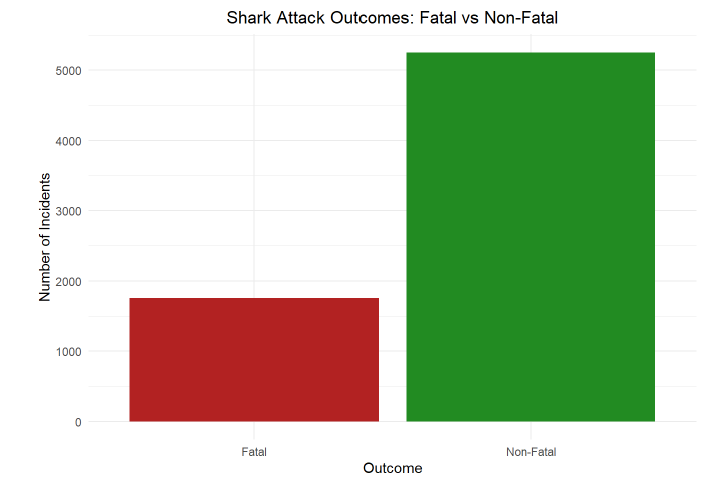 Shark Attack Outcomes: Fatal vs Non-Fatal
Number of Incidents
5000
4000
3000
2000
1000
0
Fatal
Non-Fatal
Outcome